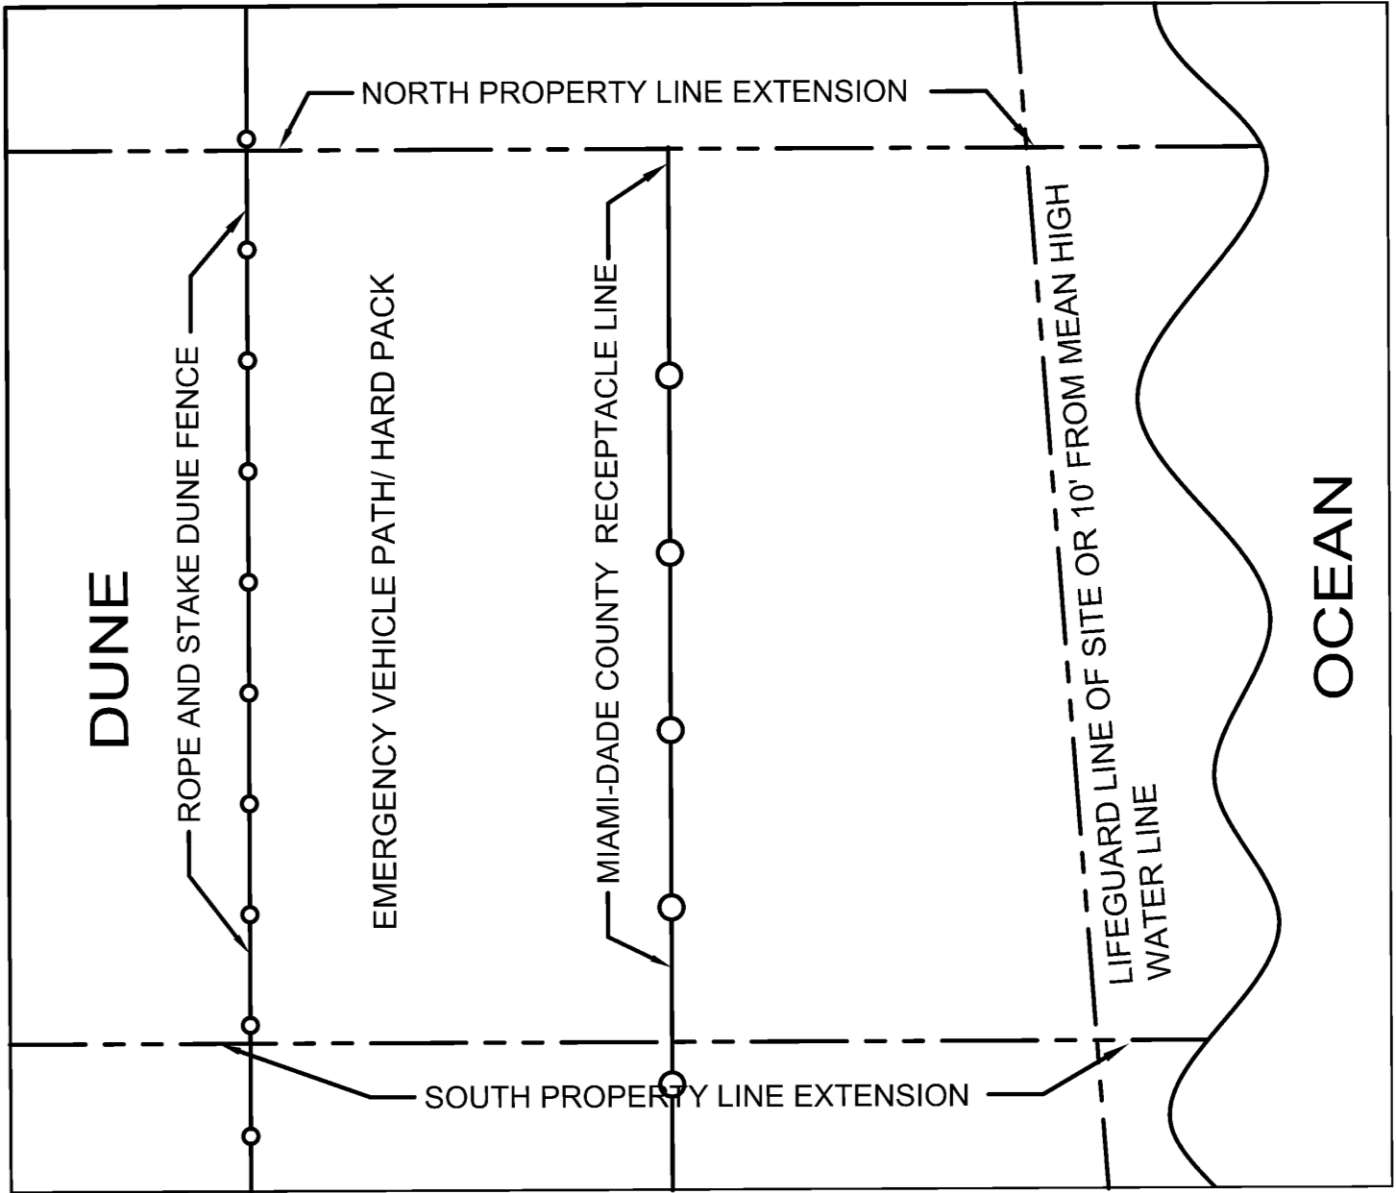 NORTH PROPERTY LINE EXTENSION
DUNE
ROPE AND STAKE DUNE FENCE
EMERGENCY VEHICLE PATH/ HARD PACK
MIAMI-DADE COUNTY RECEPTACLE LINE
LIFEGUARD LINE OF SITE OR 10' FROM MEAN HIGH
WATER LINE
OCEAN
SOUTH PROPERTY LINE EXTENSION